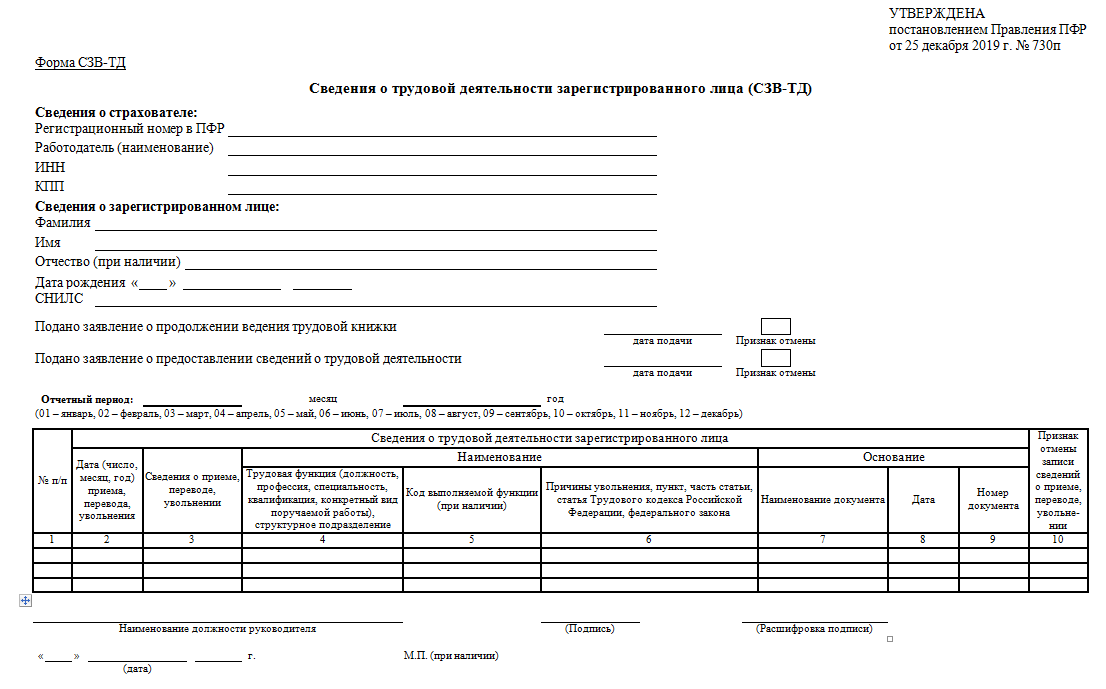 УТВЕРЖДЕНА
постановлением Правления ПФР
от 25 декабря 2019 г. № 730п
Форма СЗВ-ТД
Сведения о трудовой деятельности зарегистрированного лица (СЗВ-ТД)
Сведения о страхователе:
Регистрационный номер в ПФР
Работодатель (наименование)
ИНН
КПП
Сведения о зарегистрированном лице:
Фамилия
Имя
Отчество (при наличии)
Дата рождения «____»
СНИЛС
Подано заявление о продолжении ведения трудовой книжки
дата подачи Признак отмены
Подано заявление о предоставлении сведений о трудовой деятельности
дата подачи Признак отмены
Отчетный период: месяц год
(01 – январь, 02 – февраль, 03 – март, 04 – апрель, 05 – май, 06 – июнь, 07 – июль, 08 – август, 09 – сентябрь, 10 – октябрь, 11 – ноябрь, 12 – декабрь)
№ п/п
Сведения о трудовой деятельности зарегистрированного лица
Признак
отмены
записи
сведений
о приеме,
переводе,
увольне-
нии
Дата (число,
месяц, год)
приема,
перевода,
увольнения
Сведения о приеме,
переводе,
увольнении
Наименование
Основание
Трудовая функция (должность,
профессия, специальность,
квалификация, конкретный вид
поручаемой работы),
структурное подразделение
Код выполняемой функции
(при наличии)
Причины увольнения, пункт, часть статьи,
статья Трудового кодекса Российской
Федерации, федерального закона
Наименование документа
Дата
Номер
документа
1 2 3 4 5 6 7 8 9 10
Наименование должности руководителя (Подпись) (Расшифровка подписи)
«____» г. М.П. (при наличии)
(дата)